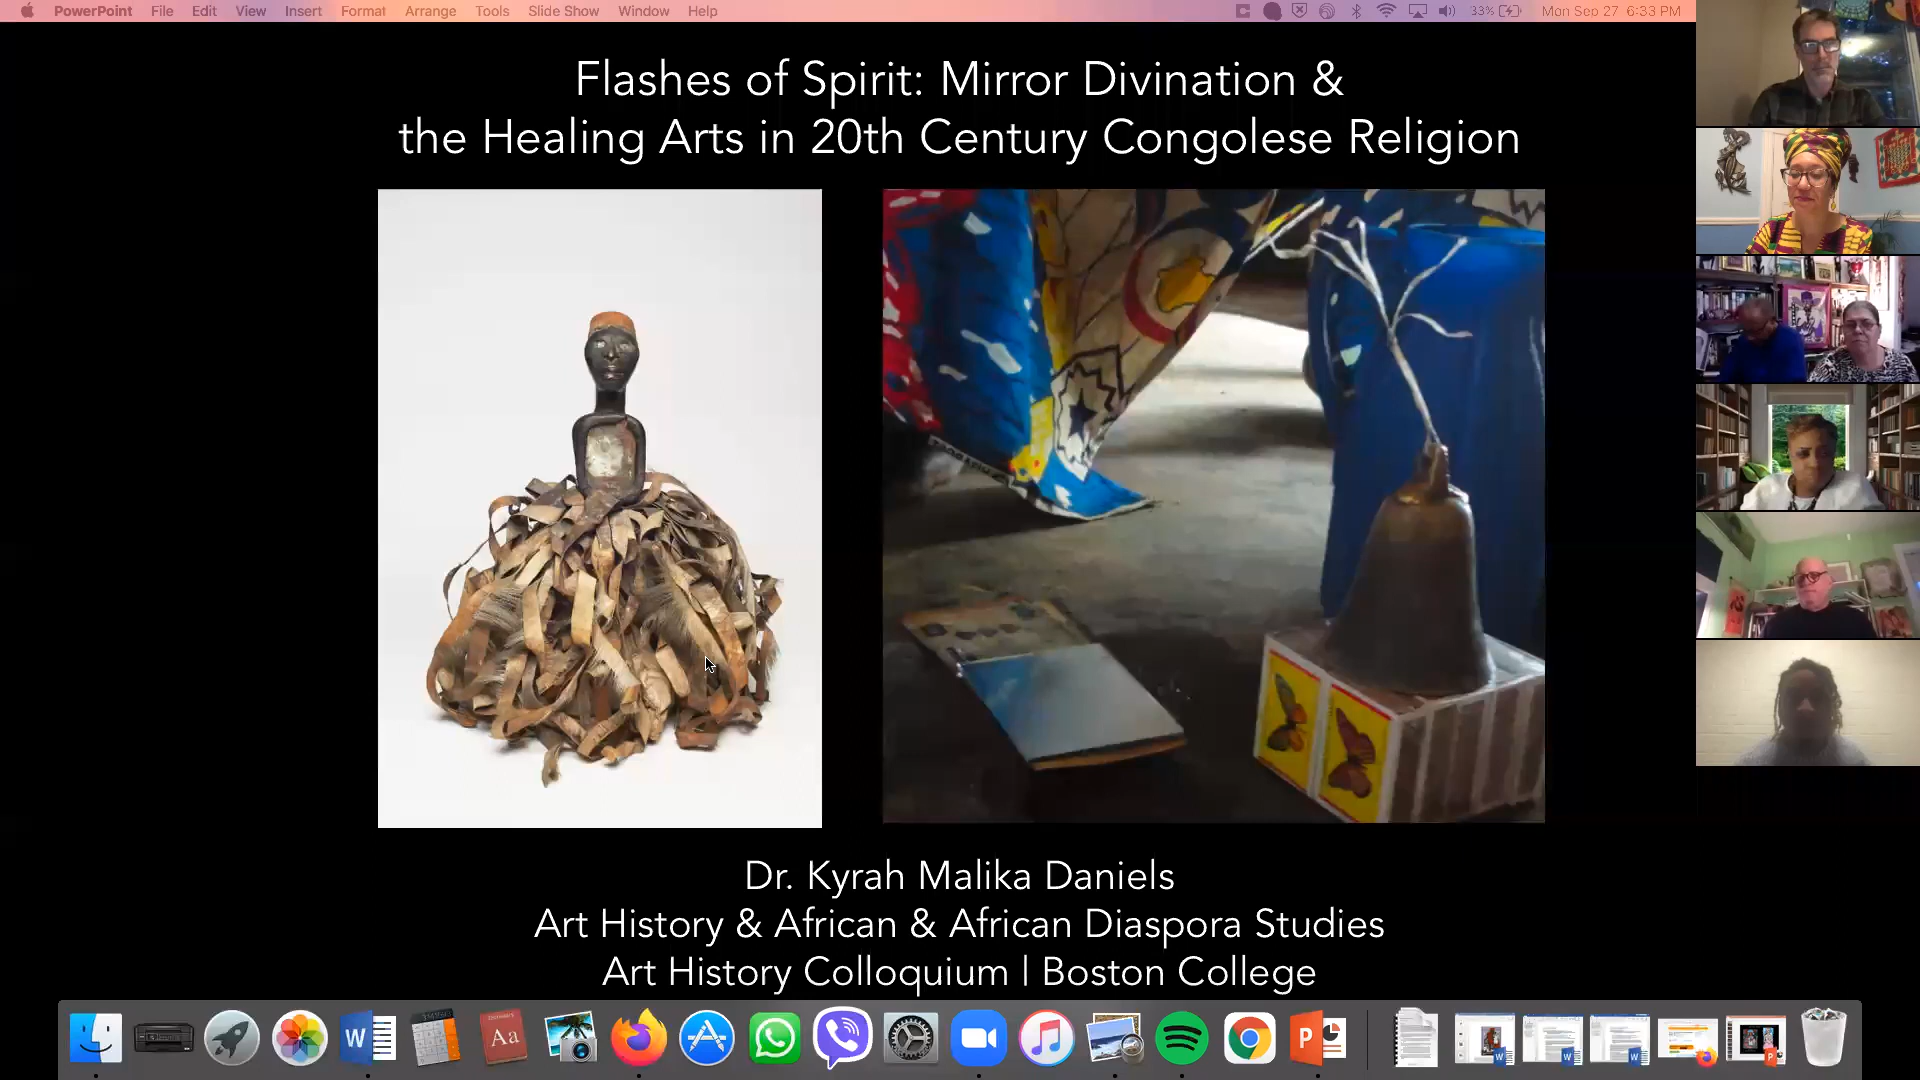 PowerPoint File Edit View Insert Format Arrange Tools Slide Show Window Help 33% Mon Sep 27 6:33 PM
Flashes of Spirit: Mirror Divination &
the Healing Arts in 20th Century Congolese Religion
Dr. Kyrah Malika Daniels
Art History & African & African Diaspora Studies
Art History Colloquium | Boston College
W
Aa
P